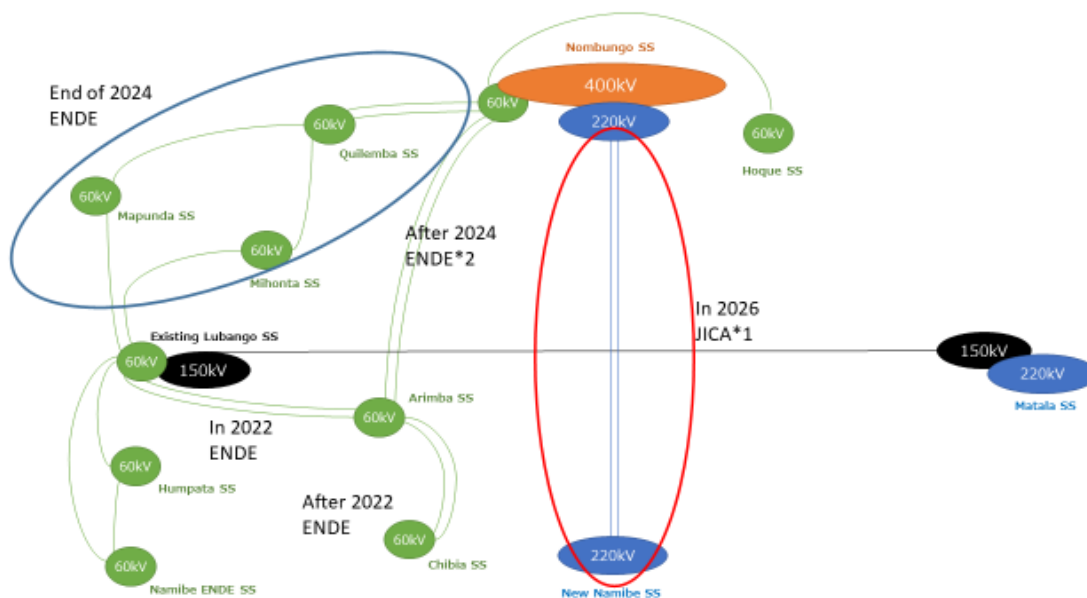 Nombungo SS
400kV
End of 2024
ENDE
60kV
60kV
220kV
60kV
Quilemba SS
Hoque SS
60kV
Mapunda SS
After 2024
ENDE*2
60kV
Mihonta SS
In 2026
JICA*1
Existing Lubango SS
60kV
150kV
150kV
220kV
Matala SS
Arimba SS
60kV
In 2022
ENDE
60kV
Humpata SS
After 2022
ENDE
60kV
Chibia SS
60kV
Namibe ENDE SS
220kV
New Namibe SS